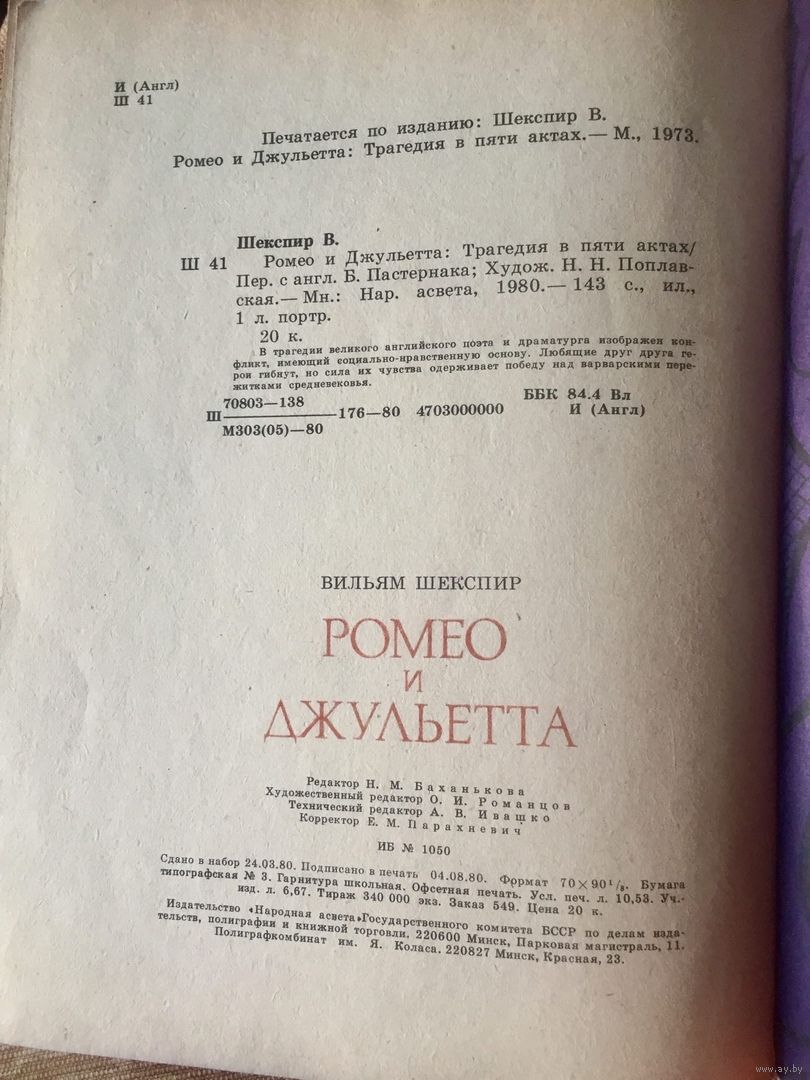 И (Англ)
Ш 41
Печатается по изданию: Шекспир В.
Ромео и Джульетта: Трагедия в пяти актах.— М., 1973.
Шекспир В.
Ш 41 Ромео и Джульетта: Трагедия в пяти актах/
Пер. с англ. Б. Пастернака; Худож. Н. Н. Поплав-
ская.— Мн.: Нар. асвета, 1980.— 143 с., ил.,
1 л. портр.
20 к.
В трагедии великого английского поэта и драматурга изображен кон-
фликт, имеющий социально-нравственную основу. Любящие друг друга ге-
рои гибнут, но сила их чувства одерживает победу над варварскими пере-
житками средневековья.
70803—138
Ш 176—80 4703000000
М303(05)—80
ББК 84.4 Вл
И (Англ)
ВИЛЬЯМ ШЕКСПИР
РОМЕО
И
ДЖУЛЬЕТТА
Редактор Н. М. Баханькова
Художественный редактор О. И. Романцов
Технический редактор А. В. Ивашко
Корректор Е. М. Парахневич
ИБ № 1050
Сдано в набор 24.03.80. Подписано в печать 04.08.80. Формат 70×90 1/8. Бумага
типографская № 3. Гарнитура школьная. Офсетная печать. Усл. печ. л. 10,53. Уч.-
изд. л. 6,67. Тираж 340 000 экз. Заказ 549. Цена 20 к.
Издательство «Народная асвета» Государственного комитета БССР по делам изда-
тельств, полиграфии и книжной торговли. 220600 Минск, Парковая магистраль, 11.
Полиграфкомбинат им. Я. Коласа. 220827 Минск, Красная, 23.
www.ay.by